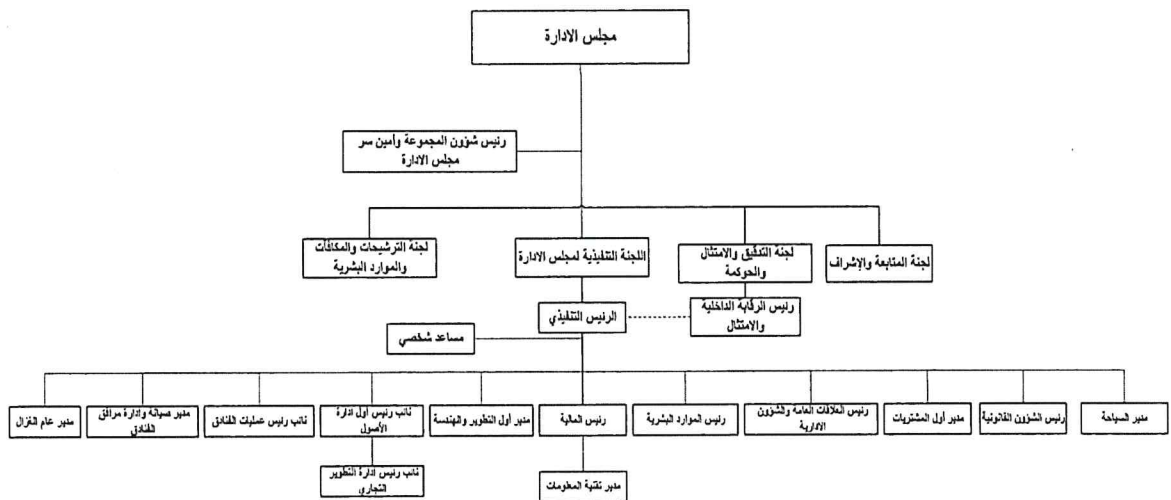 مجلس الادارة
رئيس شؤون المجموعة وأمين سر
مجلس الادارة
لجنة المتابعة والإشراف
لجنة التدقيق والامتثال
والحوكمة
اللجنة التنفيذية لمجلس الادارة
لجنة الترشيحات والمكافآت
والموارد البشرية
رئيس الرقابة الداخلية
والامتثال
الرئيس التنفيذي
مساعد شخصي
مدير السياحة
رئيس الشؤون القانونية
مدير أول المشتريات
رئيس العلاقات العامة والشؤون
الادارية
رئيس الموارد البشرية
رئيس المالية
مدير أول التطوير والهندسة
نائب رئيس أول ادارة
الأصول
نائب رئيس عمليات الفنادق
مدير صيانة وادارة مرافق
الفنادق
مدير عام الغزال
مدير تقنية المعلومات
نائب رئيس ادارة التطوير
التجاري